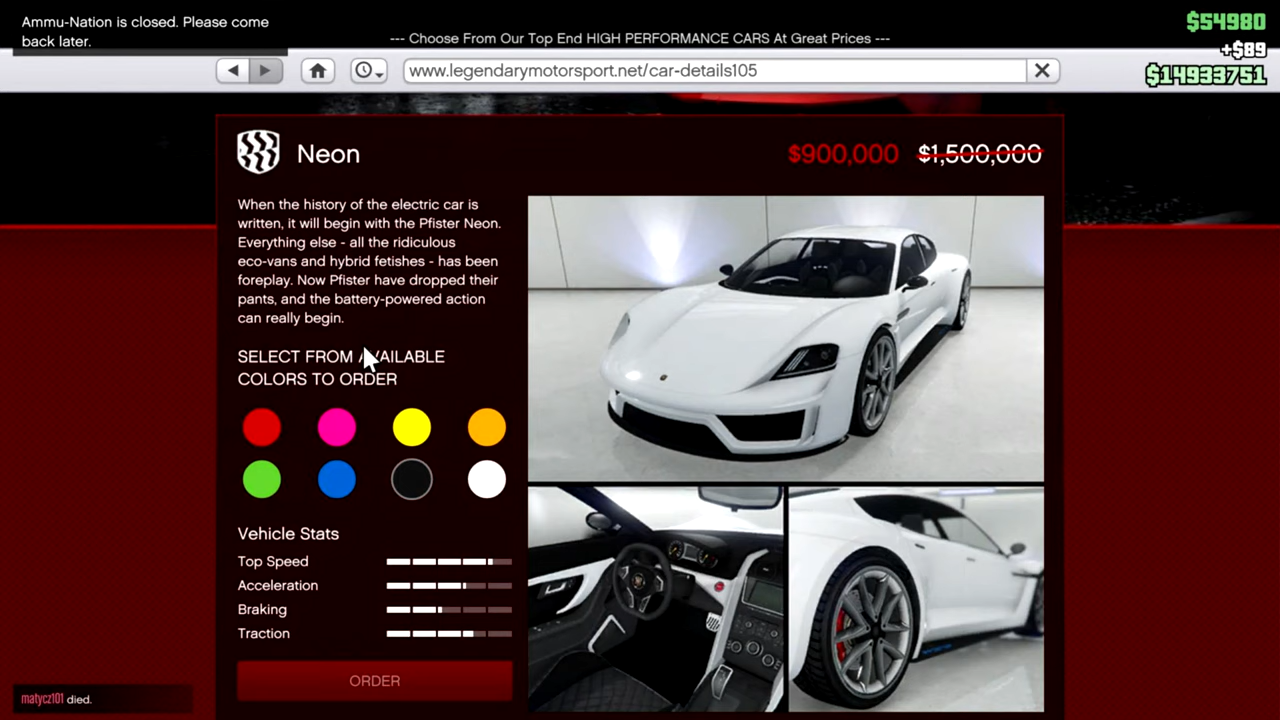 Ammu-Nation is closed. Please come
back later.
--- Choose From Our Top End HIGH PERFORMANCE CARS At Great Prices ---
$54980
+$89
$14933751
www.legendarymotorsport.net/car-details105
Neon
$900,000 $1,500,000
When the history of the electric car is
written, it will begin with the Pfister Neon.
Everything else - all the ridiculous
eco-vans and hybrid fetishes - has been
foreplay. Now Pfister have dropped their
pants, and the battery-powered action
can really begin.
SELECT FROM AVAILABLE
COLORS TO ORDER
Vehicle Stats
Top Speed
Acceleration
Braking
Traction
ORDER
matycz101 died.